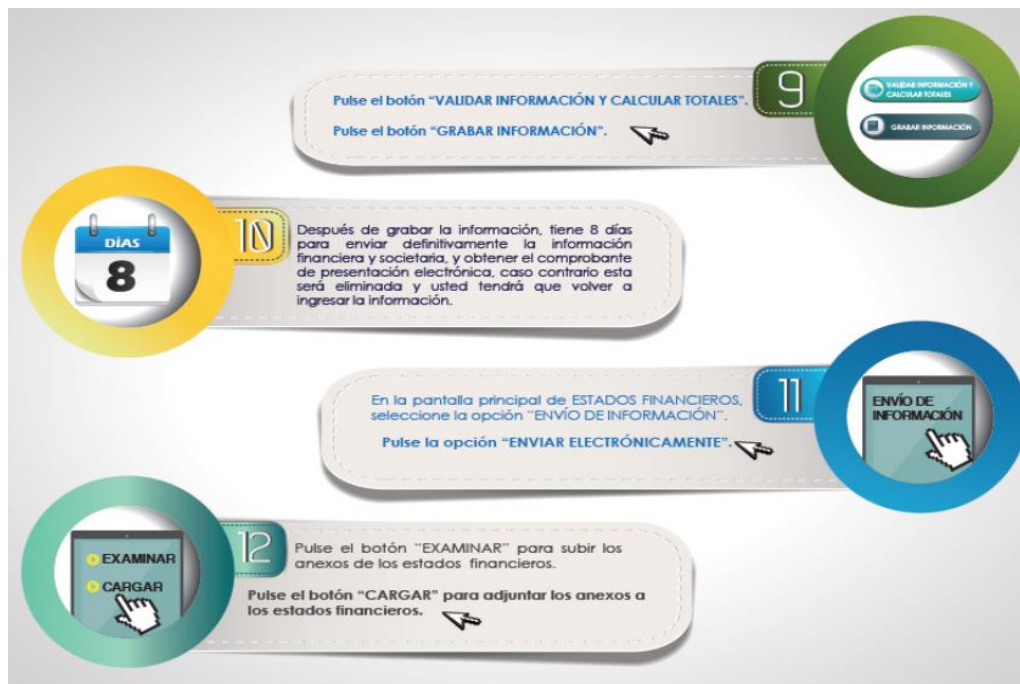 Pulse el botón “VALIDAR INFORMACIÓN Y CALCULAR TOTALES”.
Pulse el botón “GRABAR INFORMACIÓN”.
9
VALIDAR INFORMACIÓN Y
CALCULAR TOTALES
GRABAR INFORMACIÓN
DÍAS
8
10
Después de grabar la información, tiene 8 días
para enviar definitivamente la información
financiera y societaria, y obtener el comprobante
de presentación electrónica, caso contrario esta
será eliminada y usted tendrá que volver a
ingresar la información.
En la pantalla principal de ESTADOS FINANCIEROS,
seleccione la opción “ENVÍO DE INFORMACIÓN”.
Pulse la opción “ENVIAR ELECTRÓNICAMENTE”.
11
ENVÍO DE
INFORMACIÓN
EXAMINAR
CARGAR
12
Pulse el botón “EXAMINAR” para subir los
anexos de los estados financieros.
Pulse el botón “CARGAR” para adjuntar los anexos a
los estados financieros.